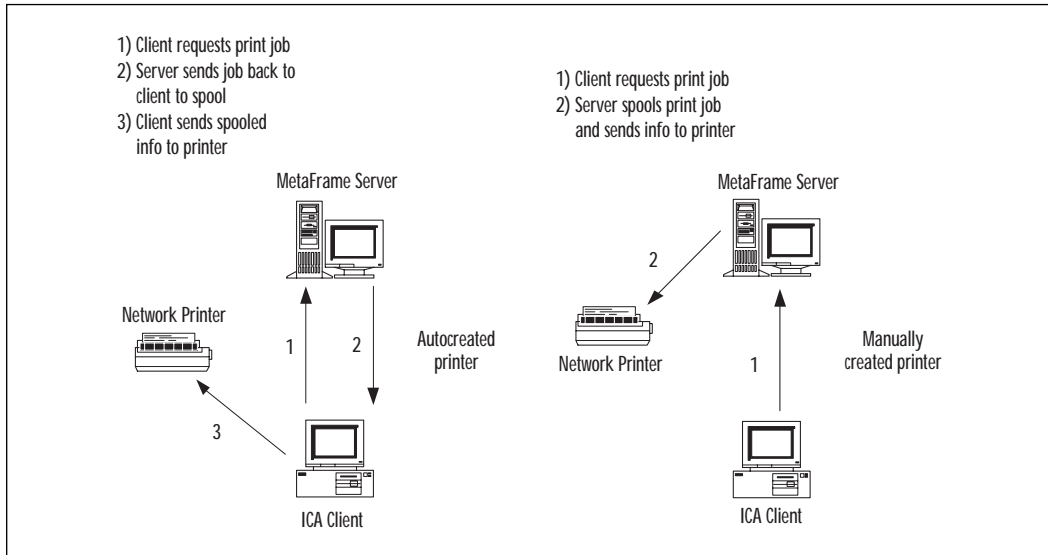 1) Client requests print job
2) Server sends job back to
client to spool
3) Client sends spooled
info to printer
MetaFrame Server
Network Printer
1
2
Autocreated
printer
3
ICA Client
1) Client requests print job
2) Server spools print job
and sends info to printer
MetaFrame Server
2
Network Printer
1
Manually
created printer
ICA Client